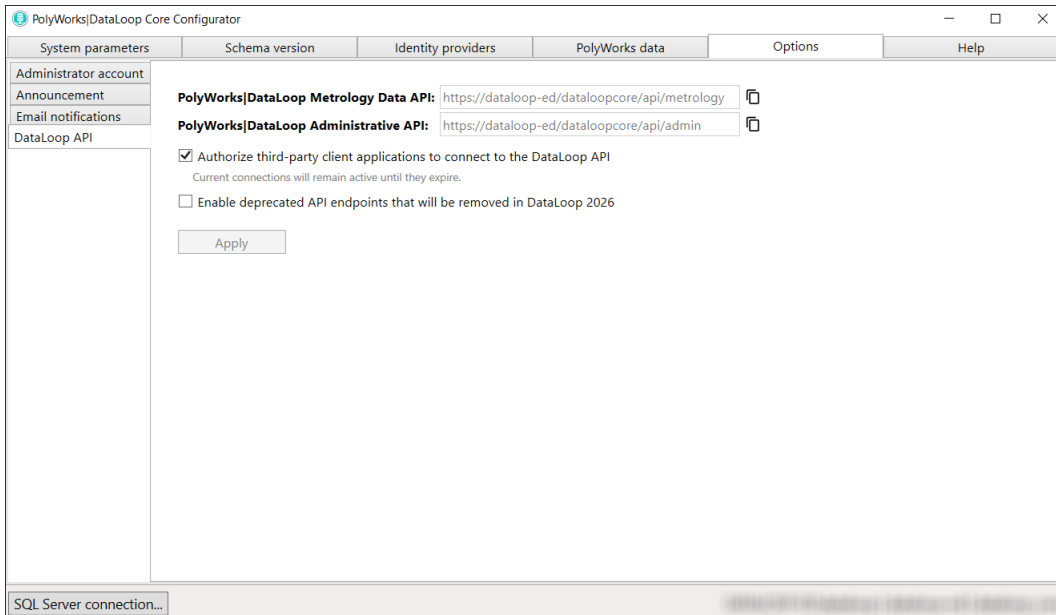 PolyWorks|DataLoop Core Configurator
System parameters
Schema version
Identity providers
PolyWorks data
Options
Help
Administrator account
Announcement
Email notifications
DataLoop API
PolyWorks|DataLoop Metrology Data API: https://dataloop-ed/dataloopcore/api/metrology
PolyWorks|DataLoop Administrative API: https://dataloop-ed/dataloopcore/api/admin
Authorize third-party client applications to connect to the DataLoop API
Current connections will remain active until they expire.
Enable deprecated API endpoints that will be removed in DataLoop 2026
Apply
SQL Server connection...